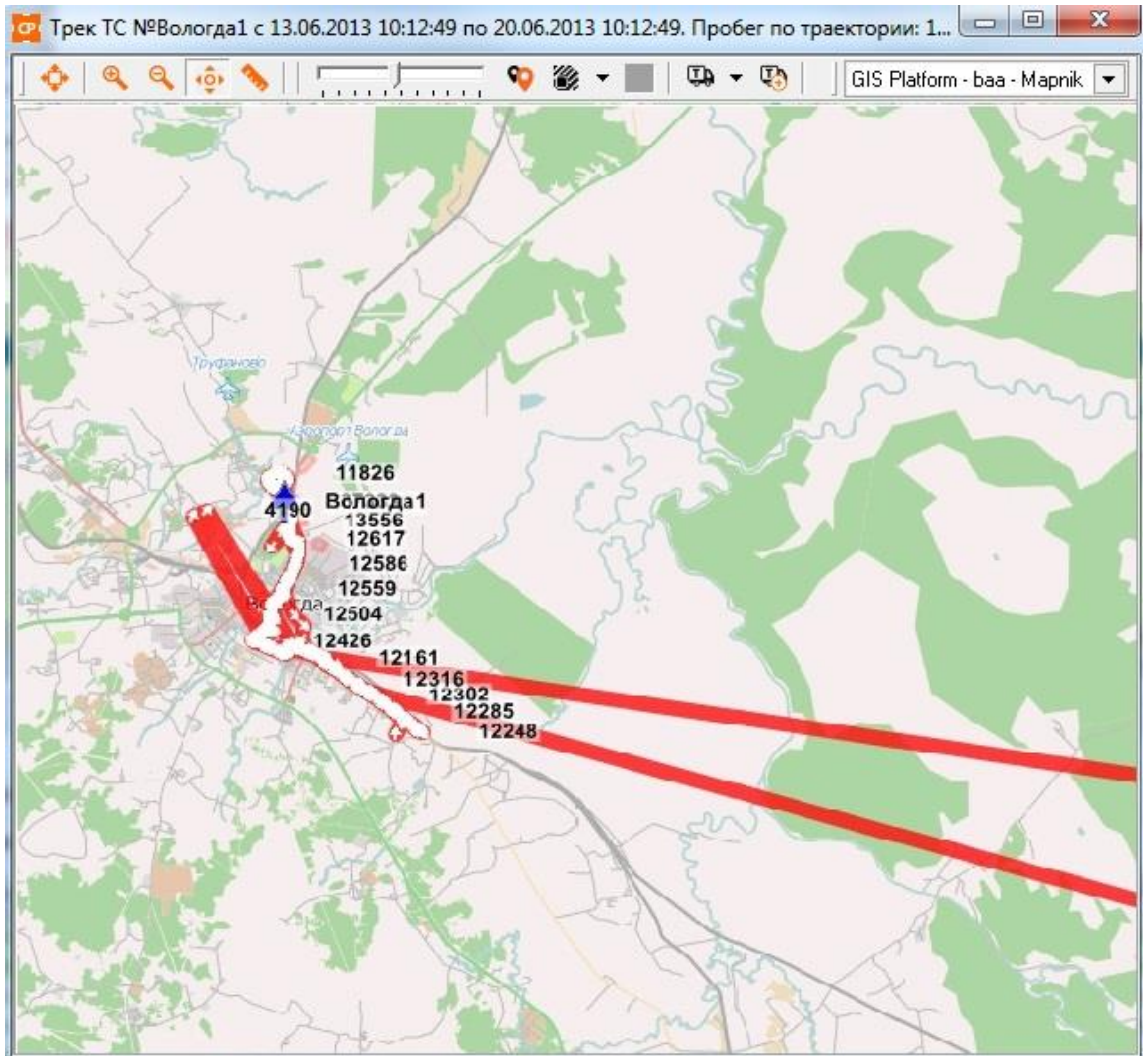 СР Трек ТС №Вологда1 с 13.06.2013 10:12:49 по 20.06.2013 10:12:49. Пробег по траектории: 1...
GIS Platform - baa - Mapnik
Труфаново
Аэропорт Вологда
11826
Вологда1
4190
13556
12617
12586
12559
Вологда
12504
12426
12161
12316
12302
12285
12248